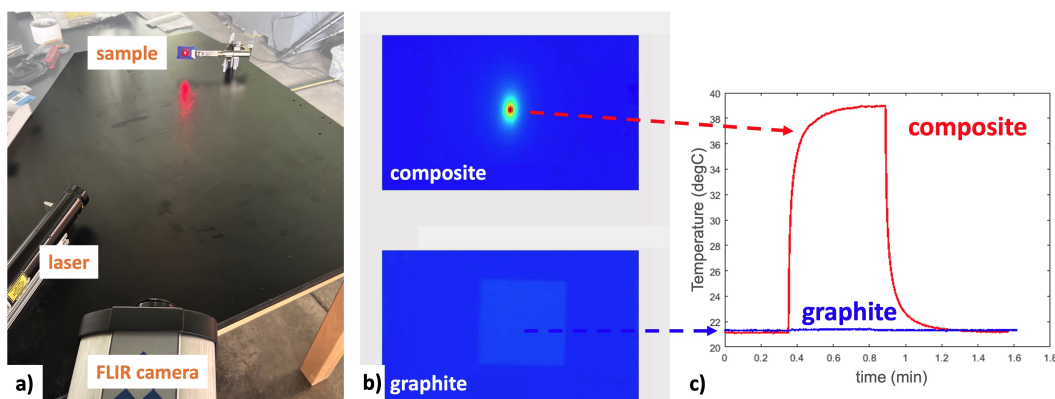 sample
laser
FLIR camera
a)
composite
graphite
b)
40
38
36
34
32
30
28
26
24
22
20
Temperature (degC)
composite
graphite
0 0.2 0.4 0.6 0.8 1 1.2 1.4 1.6 1.8
time (min)
c)